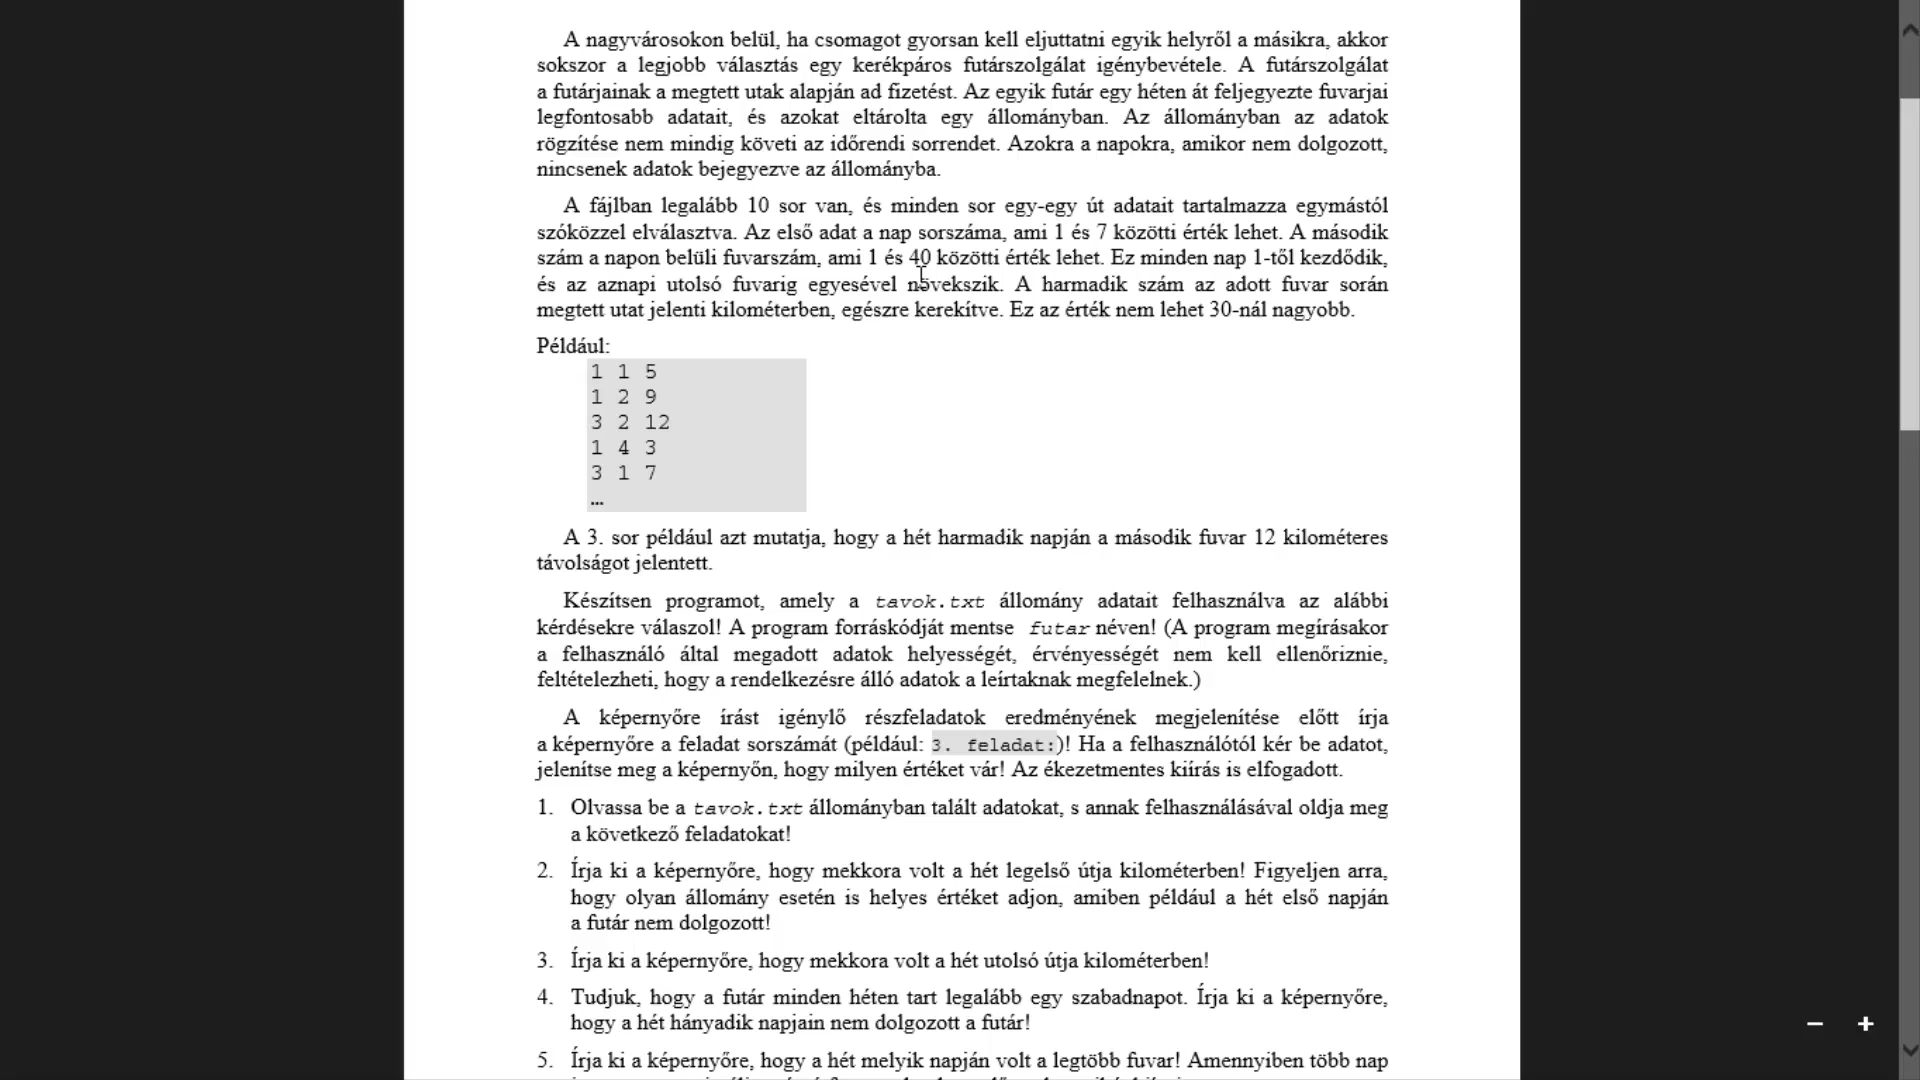 A nagyvárosokon belül, ha csomagot gyorsan kell eljuttatni egyik helyről a másikra, akkor
sokszor a legjobb választás egy kerékpáros futárszolgálat igénybevétele. A futárszolgálat
a futárjainak a megtett utak alapján ad fizetést. Az egyik futár egy héten át feljegyezte fuvarjai
legfontosabb adatait, és azokat eltárolta egy állományban. Az állományban az adatok
rögzítése nem mindig követi az időrendi sorrendet. Azokra a napokra, amikor nem dolgozott,
nincsenek adatok bejegyezve az állományba.
A fájlban legalább 10 sor van, és minden sor egy-egy út adatait tartalmazza egymástól
szóközzel elválasztva. Az első adat a nap sorszáma, ami 1 és 7 közötti érték lehet. A második
szám a napon belüli fuvarszám, ami 1 és 40 közötti érték lehet. Ez minden nap 1-től kezdődik,
és az aznapi utolsó fuvarig egyesével növekszik. A harmadik szám az adott fuvar során
megtett utat jelenti kilométerben, egészre kerekítve. Ez az érték nem lehet 30-nál nagyobb.
Például:
1 1 5
1 2 9
3 2 12
1 4 3
3 1 7
…
A 3. sor például azt mutatja, hogy a hét harmadik napján a második fuvar 12 kilométeres
távolságot jelentett.
Készítsen programot, amely a tavok.txt állomány adatait felhasználva az alábbi
kérdésekre válaszol! A program forráskódját mentse futar néven! (A program megírásakor
a felhasználó által megadott adatok helyességét, érvényességét nem kell ellenőriznie,
feltételezheti, hogy a rendelkezésre álló adatok a leírtaknak megfelelnek.)
A képernyőre írást igénylő részfeladatok eredményének megjelenítése előtt írja
a képernyőre a feladat sorszámát (például: 3. feladat:)! Ha a felhasználótól kér be adatot,
jelenítse meg a képernyőn, hogy milyen értéket vár! Az ékezetmentes kiírás is elfogadott.
1. Olvassa be a tavok.txt állományban talált adatokat, s annak felhasználásával oldja meg
a következő feladatokat!
2. Írja ki a képernyőre, hogy mekkora volt a hét legelső útja kilométerben! Figyeljen arra,
hogy olyan állomány esetén is helyes értéket adjon, amiben például a hét első napján
a futár nem dolgozott!
3. Írja ki a képernyőre, hogy mekkora volt a hét utolsó útja kilométerben!
4. Tudjuk, hogy a futár minden héten tart legalább egy szabadnapot. Írja ki a képernyőre,
hogy a hét hányadik napjain nem dolgozott a futár!
5. Írja ki a képernyőre, hogy a hét melyik napján volt a legtöbb fuvar! Amennyiben több nap